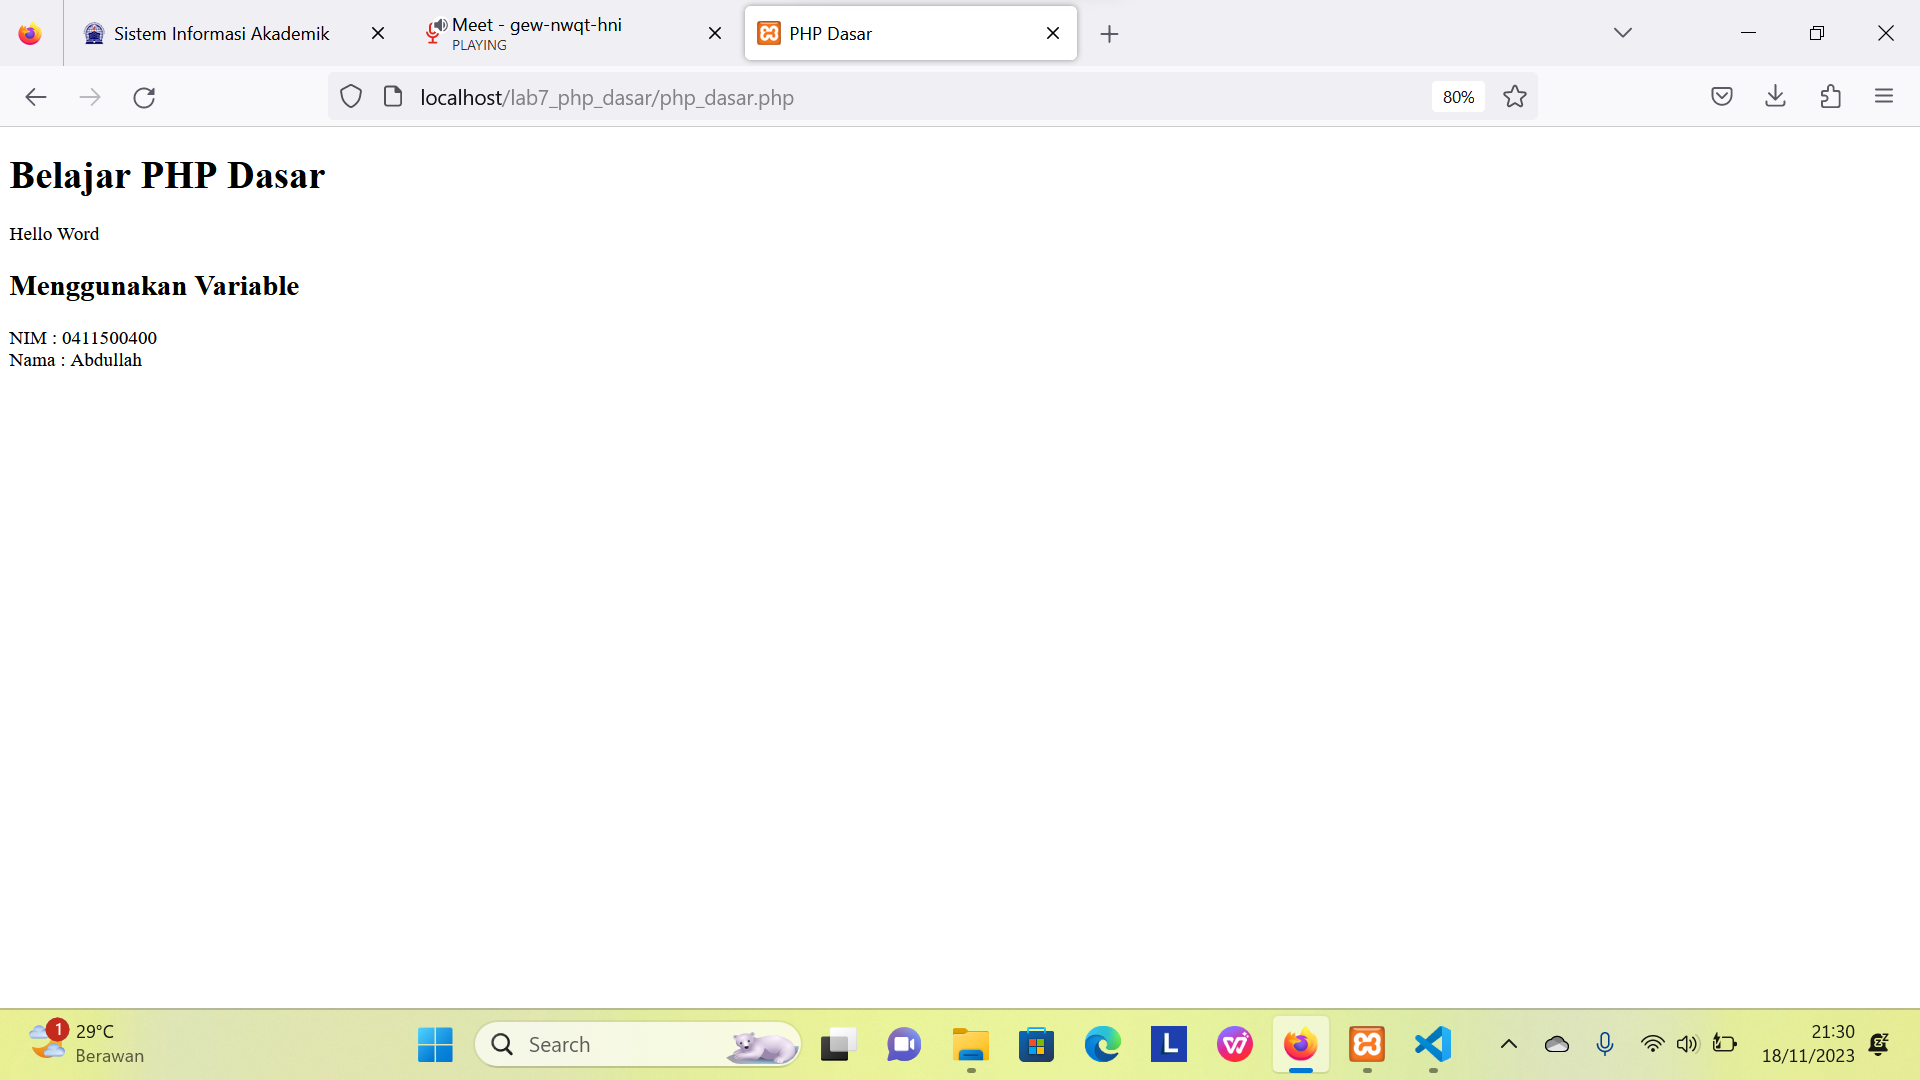 Sistem Informasi Akademik
Meet - gew-nwqt-hni
PLAYING
PHP Dasar
localhost/lab7_php_dasar/php_dasar.php
80%
Belajar PHP Dasar
Hello Word
Menggunakan Variable
NIM : 0411500400
Nama : Abdullah
1
29°C
Berawan
Search
L
21:30
18/11/2023